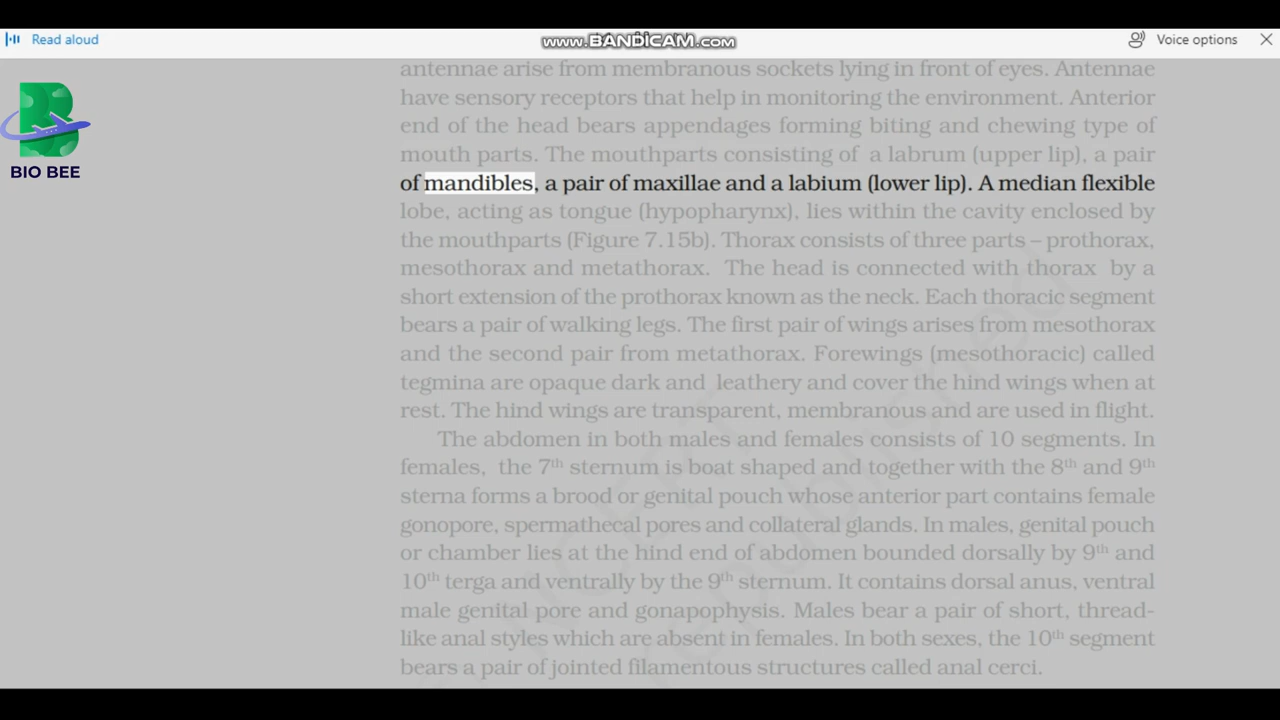 Read aloud
www.BANDICAM.com
Voice options
antennae arise from membranous sockets lying in front of eyes. Antennae
have sensory receptors that help in monitoring the environment. Anterior
end of the head bears appendages forming biting and chewing type of
mouth parts. The mouthparts consisting of a labrum (upper lip), a pair
of mandibles, a pair of maxillae and a labium (lower lip). A median flexible
lobe, acting as tongue (hypopharynx), lies within the cavity enclosed by
the mouthparts (Figure 7.15b). Thorax consists of three parts – prothorax,
mesothorax and metathorax. The head is connected with thorax by a
short extension of the prothorax known as the neck. Each thoracic segment
bears a pair of walking legs. The first pair of wings arises from mesothorax
and the second pair from metathorax. Forewings (mesothoracic) called
tegmina are opaque dark and leathery and cover the hind wings when at
rest. The hind wings are transparent, membranous and are used in flight.
The abdomen in both males and females consists of 10 segments. In
females, the 7th sternum is boat shaped and together with the 8th and 9th
sterna forms a brood or genital pouch whose anterior part contains female
gonopore, spermathecal pores and collateral glands. In males, genital pouch
or chamber lies at the hind end of abdomen bounded dorsally by 9th and
10th terga and ventrally by the 9th sternum. It contains dorsal anus, ventral
male genital pore and gonapophysis. Males bear a pair of short, thread-
like anal styles which are absent in females. In both sexes, the 10th segment
bears a pair of jointed filamentous structures called anal cerci.
BIO BEE